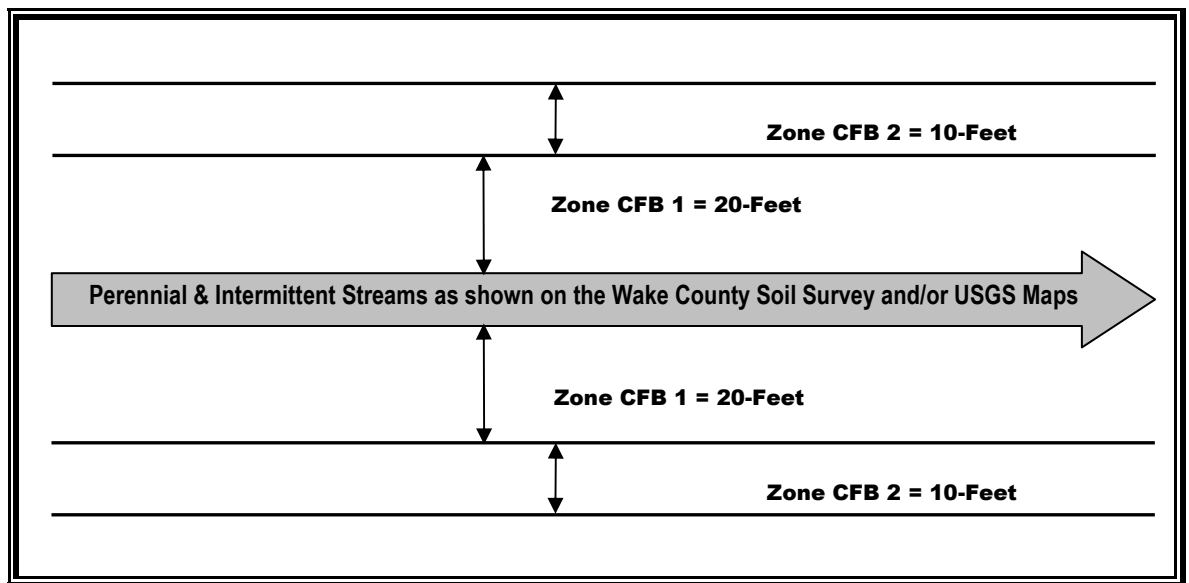 Zone CFB 2 = 10-Feet
Zone CFB 1 = 20-Feet
Perennial & Intermittent Streams as shown on the Wake County Soil Survey and/or USGS Maps
Zone CFB 1 = 20-Feet
Zone CFB 2 = 10-Feet